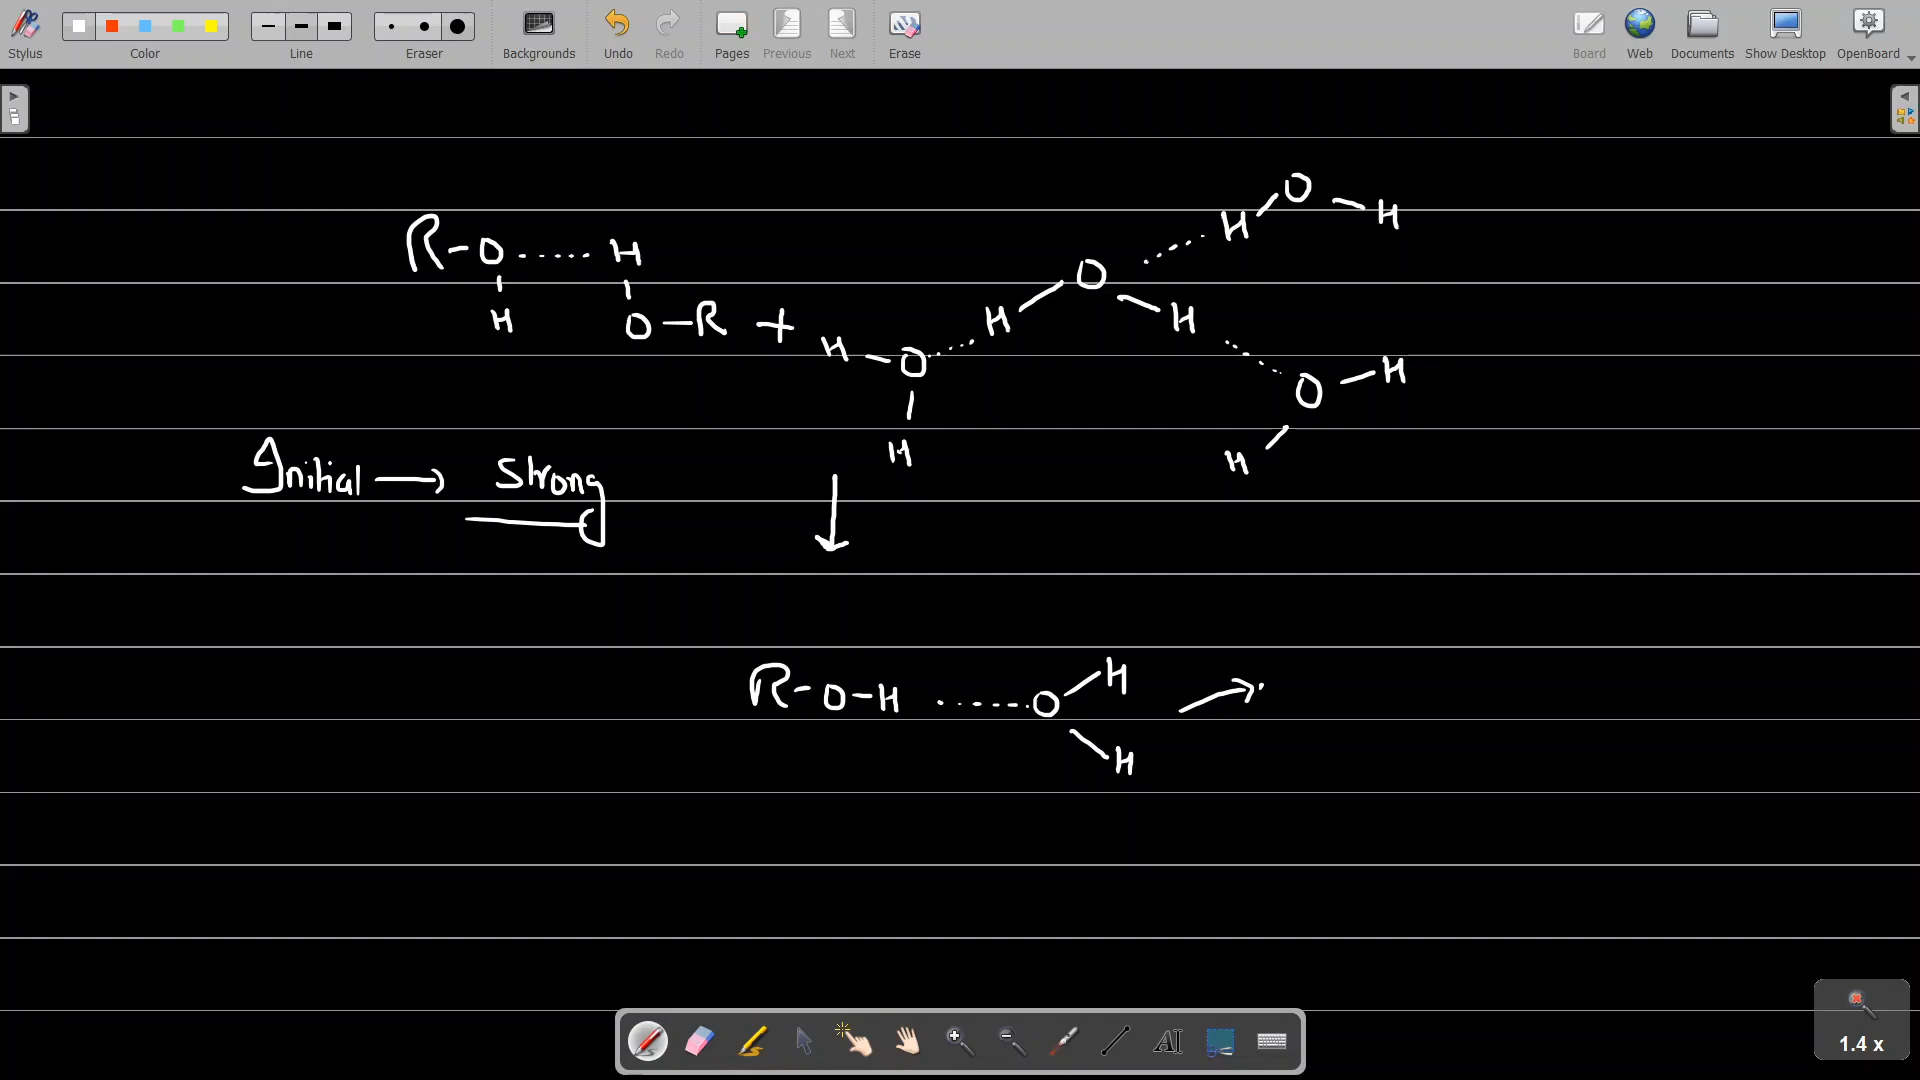 Stylus Color Line Eraser Backgrounds Undo Redo Pages Previous Next Erase Board Web Documents Show Desktop OpenBoard
O - H
H
R-O ...... H
O
H
H
H
O-R + H
H - O
O - H
H
H
Initial → Strong
R-O-H ...... O
H
H
AI
1.4 x